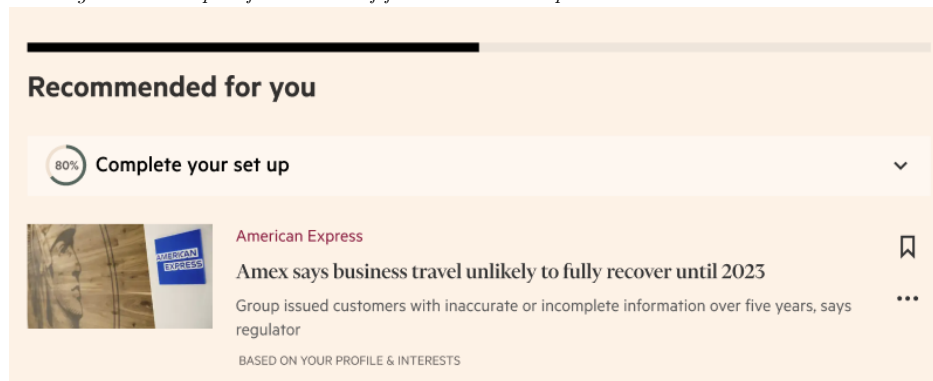 Recommended for you
80% Complete your set up
American Express
AMERICAN
EXPRESS
Amex says business travel unlikely to fully recover until 2023
Group issued customers with inaccurate or incomplete information over five years, says
regulator
BASED ON YOUR PROFILE & INTERESTS